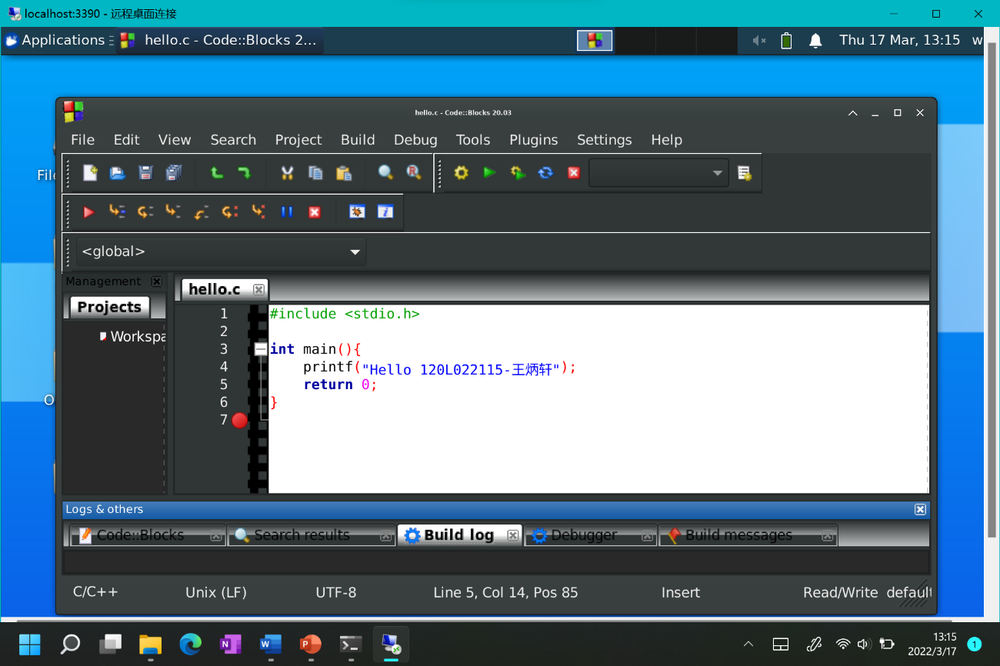 localhost:3390 - 远程桌面连接
Applications hello.c - Code::Blocks 2... Thu 17 Mar, 13:15 w
hello.c - Code::Blocks 20.03
File Edit View Search Project Build Debug Tools Plugins Settings Help
<global>
Management
hello.c
Projects
Workspa
1 #include <stdio.h>
2
3 int main(){
4 printf("Hello 120L022115-王炳轩");
5 return 0;
6 }
7
Logs & others
Code::Blocks Search results Build log Debugger Build messages
C/C++ Unix (LF) UTF-8 Line 5, Col 14, Pos 85 Insert Read/Write default
13:15
2022/3/17
1